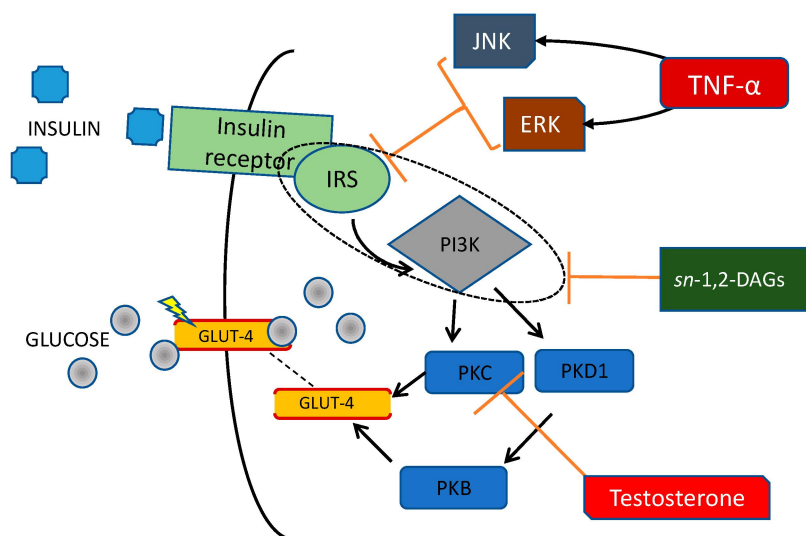 JNK
TNF-α
ERK
INSULIN
Insulin
receptor
IRS
PI3K
sn-1,2-DAGs
GLUCOSE
GLUT-4
PKC
PKD1
GLUT-4
PKB
Testosterone